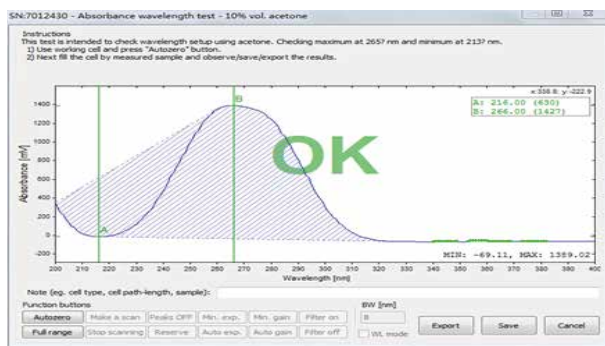 SN:7012430 - Absorbance wavelength test - 10% vol. acetone
Instructions
This test is intended to check wavelength setup using acetone. Checking maximum at 265? nm and minimum at 213? nm.
1) Use working cell and press "Autozero" button.
2) Next fill the cell by measured sample and observe/save/export the results.
x:338.8; y:-222.9
A: 216.00 (630)
B: 266.00 (1427)
OK
A
B
Absorbance [mV]
1400
1200
1000
800
600
400
200
0
-200
MIN: -69.11, MAX: 1389.02
200 210 220 230 240 250 260 270 280 290 300 310 320 330 340 350 360 370 380 390 400
Wavelength [nm]
Note (eg. cell type, cell path-length, sample):
Function buttons
BW [nm]
Autozero Make a scan Peaks OFF Min. exp. Min. gain Filter on
8
Full range Stop scanning Reserve Auto exp. Auto gain Filter off
WL mode
Export Save Cancel